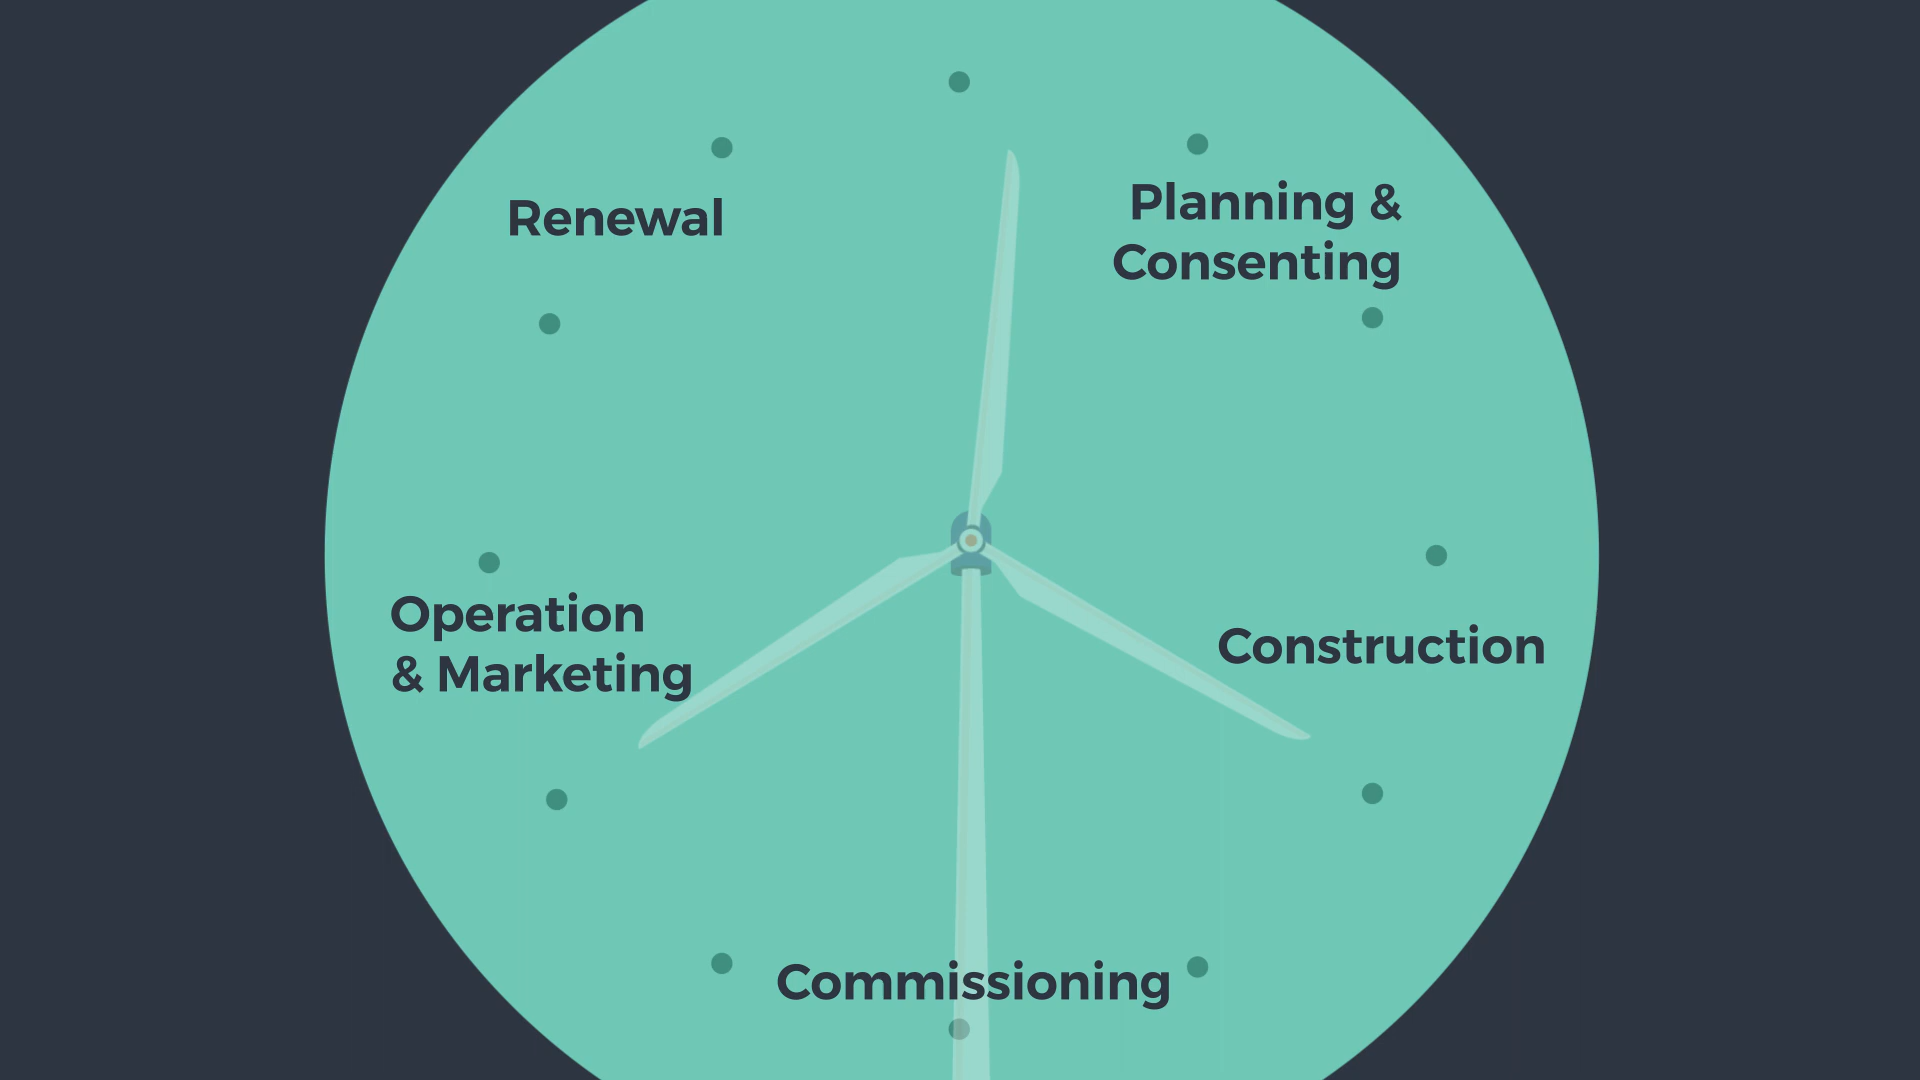 Renewal
Planning &
Consenting
Operation
& Marketing
Construction
Commissioning